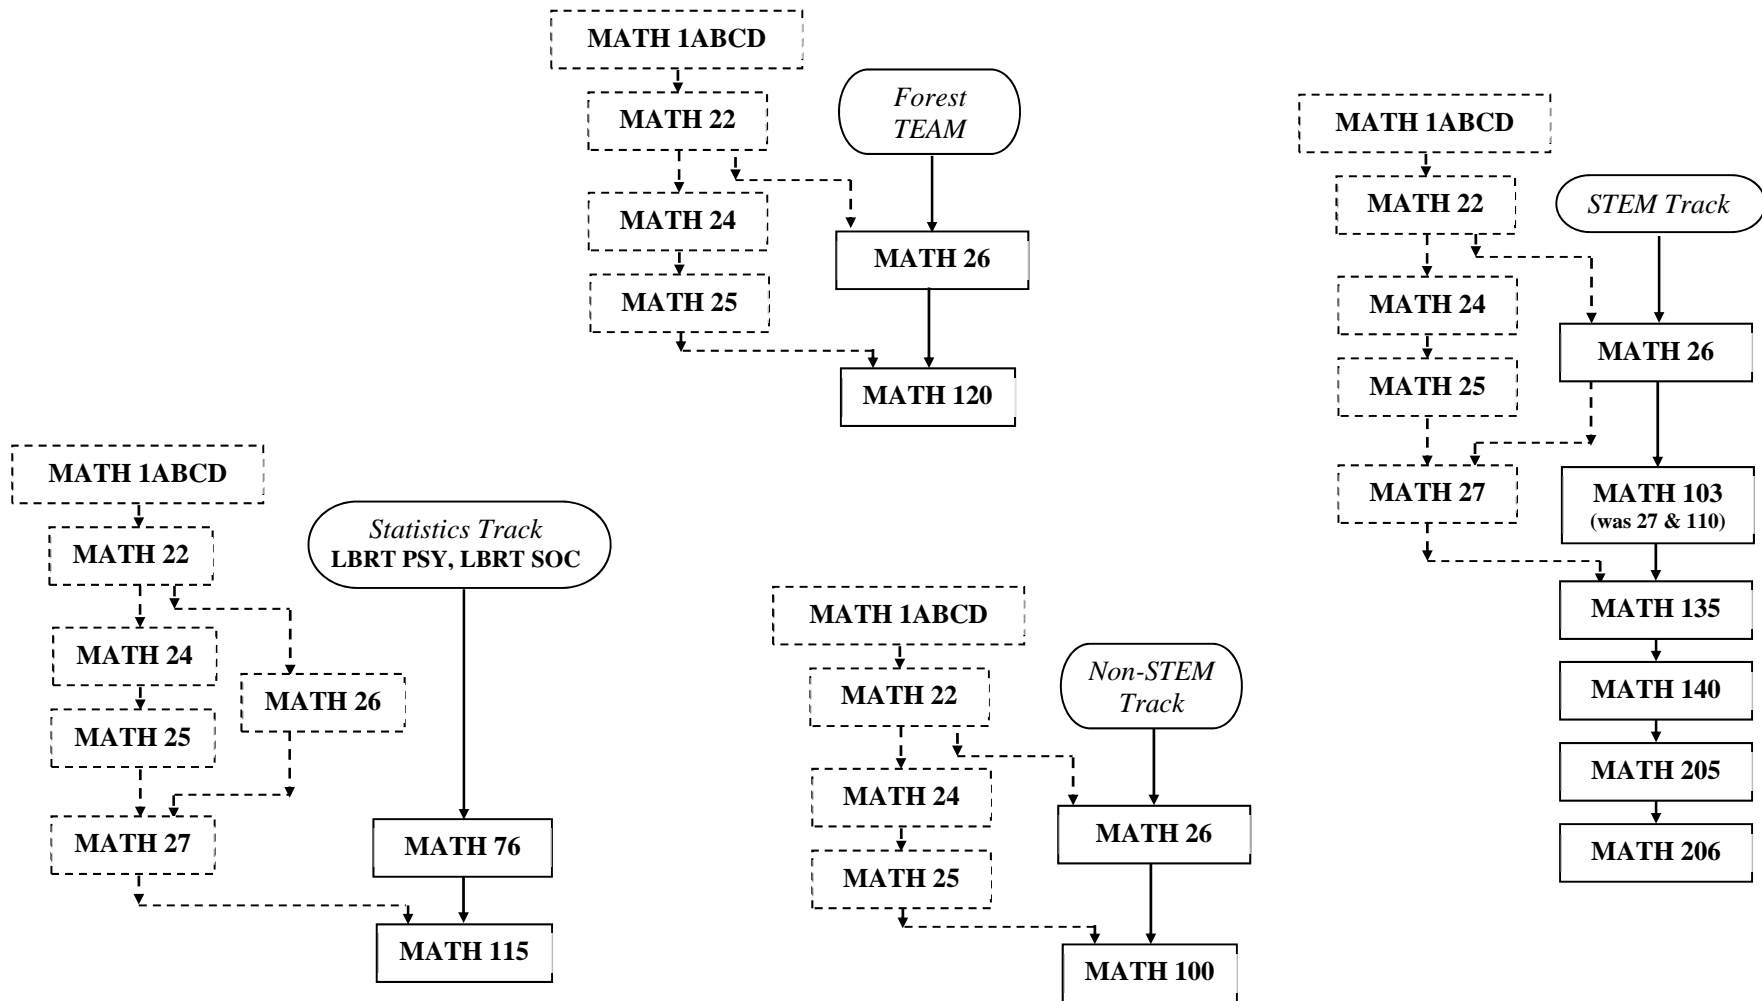 MATH 1ABCD
MATH 22
Forest
TEAM
MATH 24
MATH 26
MATH 25
MATH 120
MATH 1ABCD
MATH 22
STEM Track
MATH 24
MATH 26
MATH 25
MATH 27
MATH 103
(was 27 & 110)
MATH 135
MATH 140
MATH 205
MATH 206
MATH 1ABCD
Statistics Track
LBRT PSY, LBRT SOC
MATH 22
MATH 24
MATH 26
MATH 25
MATH 27
MATH 76
MATH 115
MATH 1ABCD
MATH 22
Non-STEM
Track
MATH 24
MATH 26
MATH 25
MATH 100